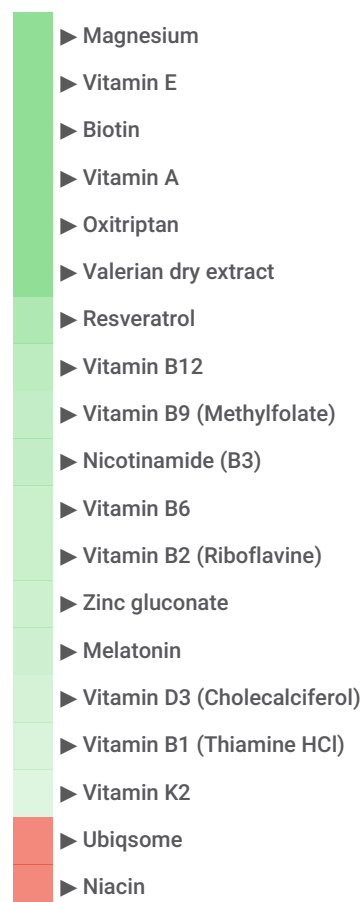 ▶ Magnesium
▶ Vitamin E
▶ Biotin
▶ Vitamin A
▶ Oxitriptan
▶ Valerian dry extract
▶ Resveratrol
▶ Vitamin B12
▶ Vitamin B9 (Methylfolate)
▶ Nicotinamide (B3)
▶ Vitamin B6
▶ Vitamin B2 (Riboflavine)
▶ Zinc gluconate
▶ Melatonin
▶ Vitamin D3 (Cholecalciferol)
▶ Vitamin B1 (Thiamine HCl)
▶ Vitamin K2
▶ Ubiqsome
▶ Niacin